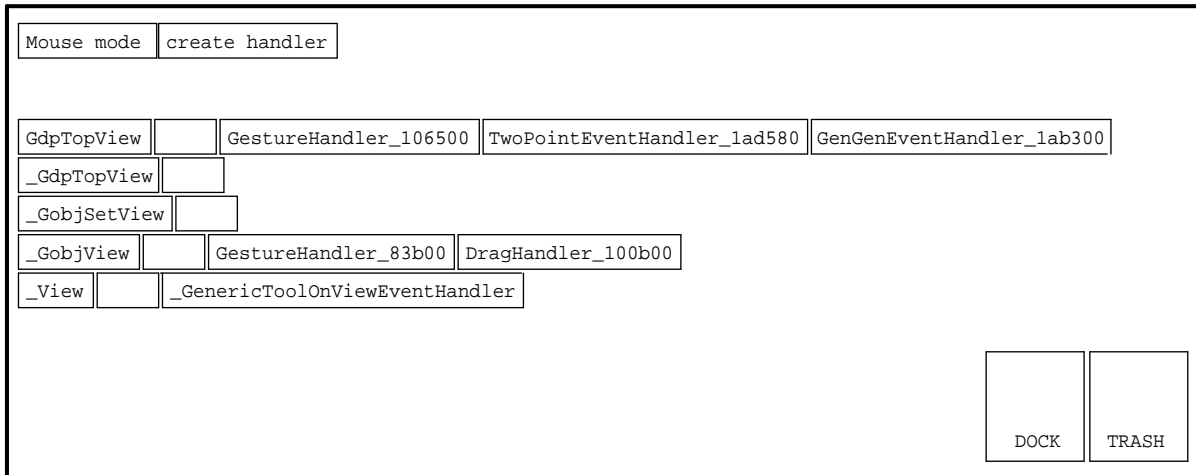 Mouse mode create handler
GdpTopView GestureHandler_106500 TwoPointEventHandler_1ad580 GenGenEventHandler_1ab300
_GdpTopView
_GobjSetView
_GobjView GestureHandler_83b00 DragHandler_100b00
_View _GenericToolOnViewEventHandler
DOCK TRASH